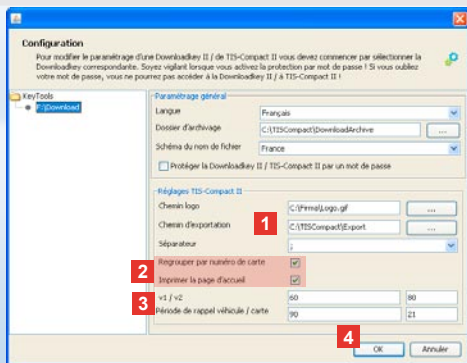 Configuration
Pour modifier le paramétrage d'une Downloadkey II / de TIS-Compact II vous devez commencer par sélectionner la
Downloadkey correspondante. Soyez vigilant lorsque vous activez la protection par mot de passe ! Si vous oubliez
votre mot de passe, vous ne pourrez pas accéder à la Downloadkey II / à TIS-Compact II !
KeyTools
F:\Download
Paramétrage général
Langue
Français
Dossier d'archivage
C:\TISCompact\DownloadArchive
...
Schéma du nom de fichier
France
Protéger la Downloadkey II / TIS-Compact II par un mot de passe
Réglages TIS-Compact II
Chemin logo
C:\Firma\Logo.gif
...
Chemin d'exportation
1
C:\TISCompact\Export
...
Séparateur
;
2
Regrouper par numéro de carte
Imprimer la page d'accueil
3
v1 / v2
60
80
Période de rappel véhicule / carte
90
21
4
OK
Annuler